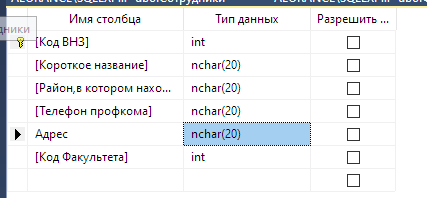 Имя столбца Тип данных Разрешить ...
дники
[Код ВНЗ] int
[Короткое название] nchar(20)
[Район,в котором нахо... nchar(20)
[Телефон профкома] nchar(20)
Адрес nchar(20)
[Код Факультета] int